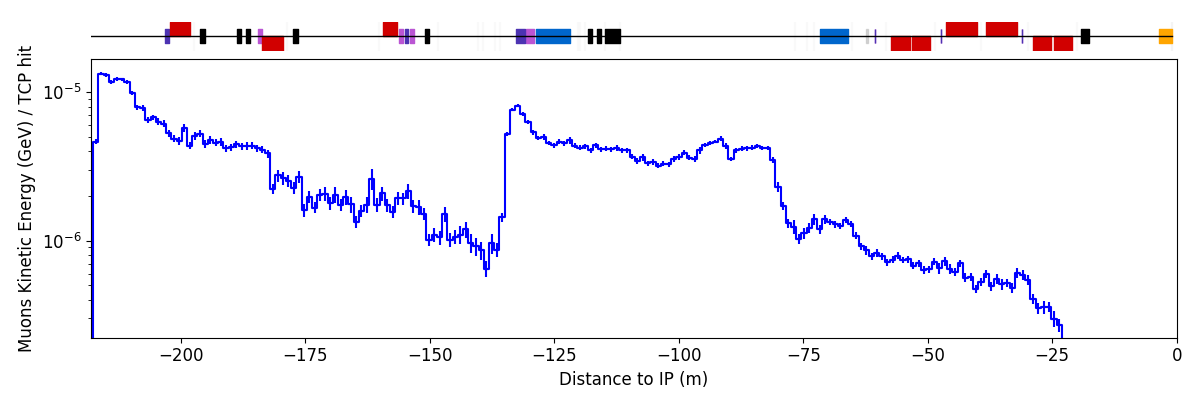 Muons Kinetic Energy (GeV) / TCP hit
10⁻⁵
10⁻⁶
−200 −175 −150 −125 −100 −75 −50 −25 0
Distance to IP (m)